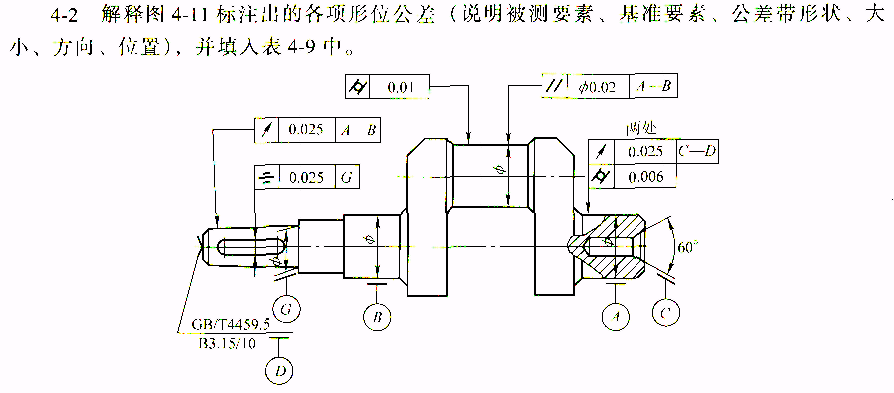 4-2 解释图 4-11 标注出的各项形位公差（说明被测要素、基准要素、公差带形状、大
小、方向、位置），并填入表 4-9 中。
⌭ 0.01
// ϕ0.02 A-B
↗ 0.025 A B
两处
↗ 0.025 C—D
⌭ 0.006
⌯ 0.025 G
ϕ
ϕ
ϕ
d
60°
G
B
A
C
GB/T4459.5
B3.15/10
D